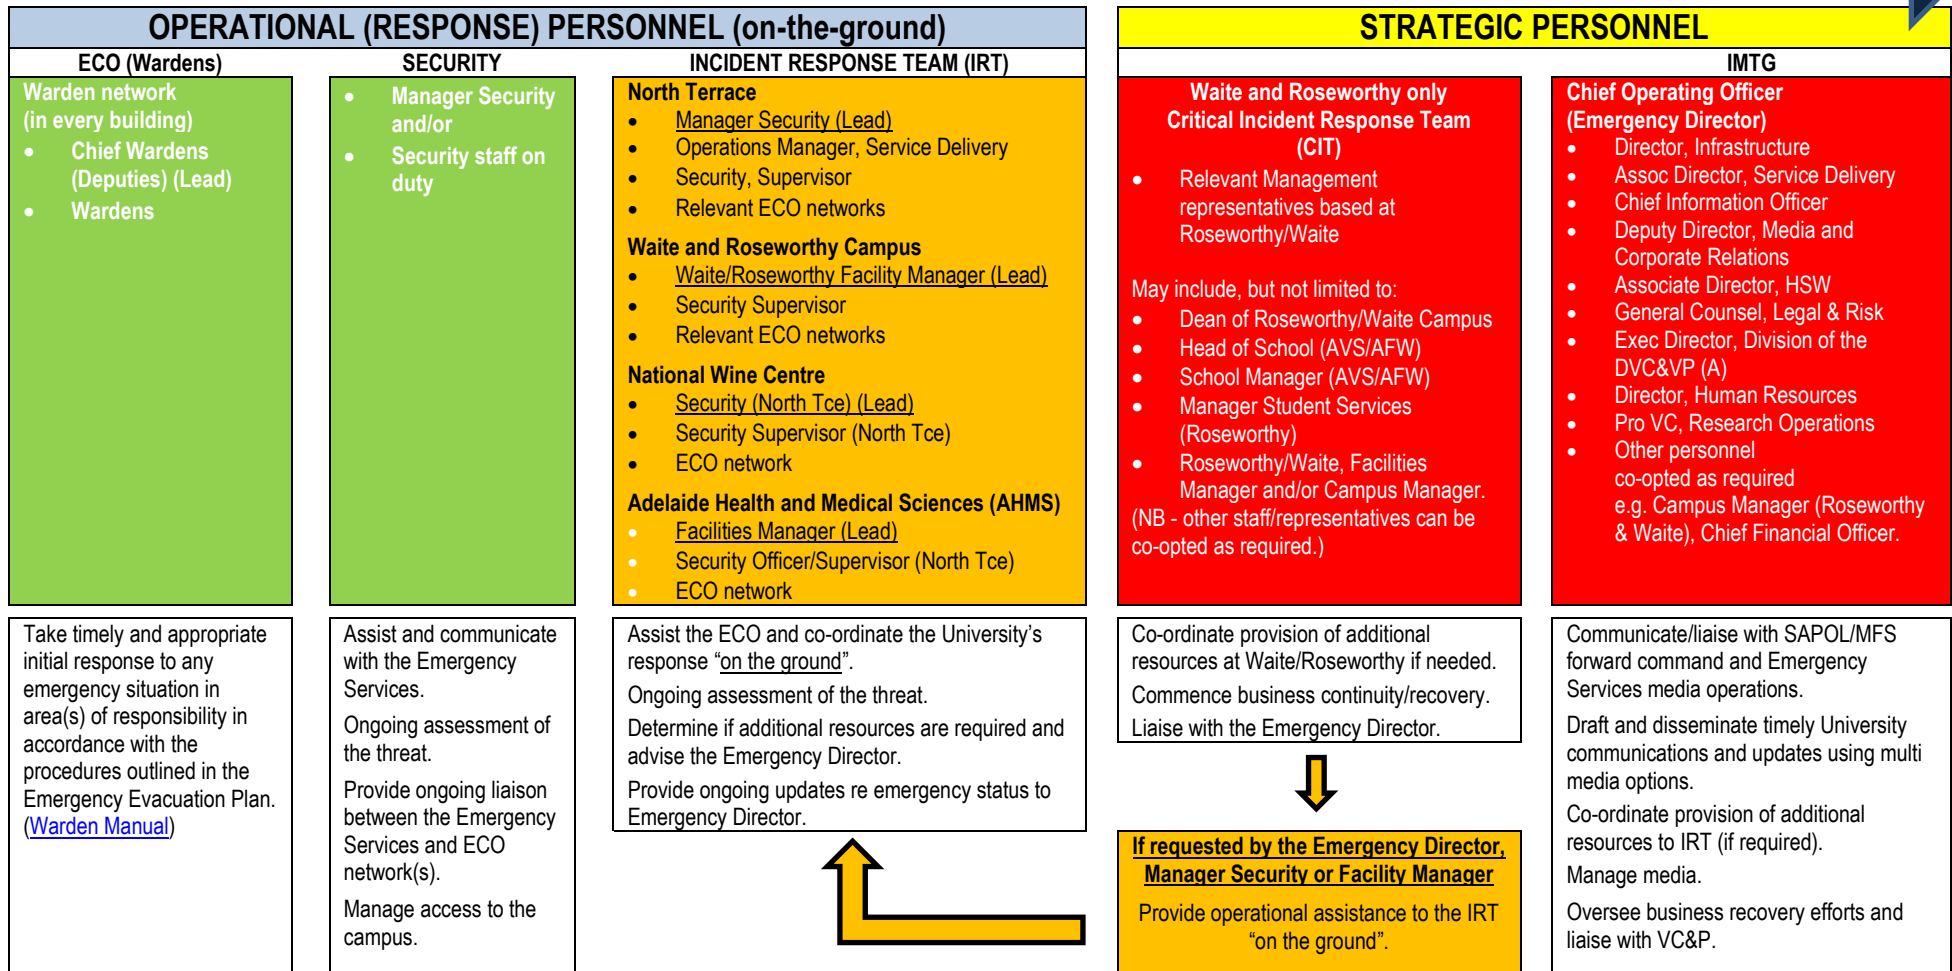 OPERATIONAL (RESPONSE) PERSONNEL (on-the-ground)
ECO (Wardens)
Warden network
(in every building)
• Chief Wardens
(Deputies) (Lead)
• Wardens
Take timely and appropriate
initial response to any
emergency situation in
area(s) of responsibility in
accordance with the
procedures outlined in the
Emergency Evacuation Plan.
(Warden Manual)
SECURITY
• Manager Security
and/or
• Security staff on
duty
Assist and communicate
with the Emergency
Services.
Ongoing assessment of
the threat.
Provide ongoing liaison
between the Emergency
Services and ECO
network(s).
Manage access to the
campus.
INCIDENT RESPONSE TEAM (IRT)
North Terrace
• Manager Security (Lead)
• Operations Manager, Service Delivery
• Security, Supervisor
• Relevant ECO networks
Waite and Roseworthy Campus
• Waite/Roseworthy Facility Manager (Lead)
• Security Supervisor
• Relevant ECO networks
National Wine Centre
• Security (North Tce) (Lead)
• Security Supervisor (North Tce)
• ECO network
Adelaide Health and Medical Sciences (AHMS)
• Facilities Manager (Lead)
• Security Officer/Supervisor (North Tce)
• ECO network
Assist the ECO and co-ordinate the University’s
response “on the ground”.
Ongoing assessment of the threat.
Determine if additional resources are required and
advise the Emergency Director.
Provide ongoing updates re emergency status to
Emergency Director.
STRATEGIC PERSONNEL
Waite and Roseworthy only
Critical Incident Response Team
(CIT)
• Relevant Management
representatives based at
Roseworthy/Waite
May include, but not limited to:
• Dean of Roseworthy/Waite Campus
• Head of School (AVS/AFW)
• School Manager (AVS/AFW)
• Manager Student Services
(Roseworthy)
• Roseworthy/Waite, Facilities
Manager and/or Campus Manager.
(NB - other staff/representatives can be
co-opted as required.)
Co-ordinate provision of additional
resources at Waite/Roseworthy if needed.
Commence business continuity/recovery.
Liaise with the Emergency Director.
If requested by the Emergency Director,
Manager Security or Facility Manager
Provide operational assistance to the IRT
“on the ground”.
IMTG
Chief Operating Officer
(Emergency Director)
• Director, Infrastructure
• Assoc Director, Service Delivery
• Chief Information Officer
• Deputy Director, Media and
Corporate Relations
• Associate Director, HSW
• General Counsel, Legal & Risk
• Exec Director, Division of the
DVC&VP (A)
• Director, Human Resources
• Pro VC, Research Operations
• Other personnel
co-opted as required
e.g. Campus Manager (Roseworthy
& Waite), Chief Financial Officer.
Communicate/liaise with SAPOL/MFS
forward command and Emergency
Services media operations.
Draft and disseminate timely University
communications and updates using multi
media options.
Co-ordinate provision of additional
resources to IRT (if required).
Manage media.
Oversee business recovery efforts and
liaise with VC&P.